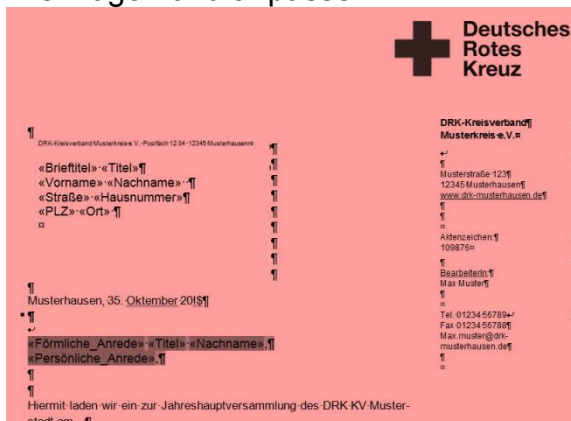 Deutsches
Rotes
Kreuz
DRK-Kreisverband¶
Musterkreis·e.V.¤
¶
DRK-Kreisverband Musterkreis e.V. · Postfach 12 34 · 12345 Musterhausen¤
«Brieftitel»·«Titel»¶
«Vorname»·«Nachname»··¶
«Straße»·«Hausnummer»¶
«PLZ»·«Ort»·¶
¤
↵
¶
Musterstraße·123¶
12345 Musterhausen¶
www.drk-musterhausen.de¶
¶
¶
¤
Aktenzeichen:¶
109876¤
¶
BearbeiterIn¶
Max·Muster¶
¶
¤
Tel.·01234 56789↵
Fax·01234 56788¶
Max.muster@drk-
musterhausen.de¶
¶
¤
¶
Musterhausen, 35.·Oktember·20!$¶
¶
↵
«Förmliche_Anrede»·«Titel»·«Nachname»,¶
«Persönliche_Anrede»,¶
¶
¶
Hiermit·laden·wir·ein·zur·Jahreshauptversammlung·des·DRK·KV·Muster-